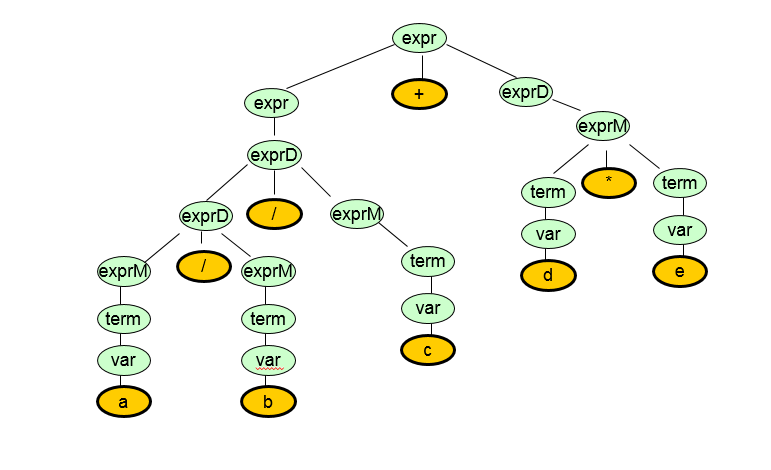 expr
expr + exprD
exprD exprM
exprD / exprM term * term
exprM / exprM term var var
term term var d e
var var c
a b